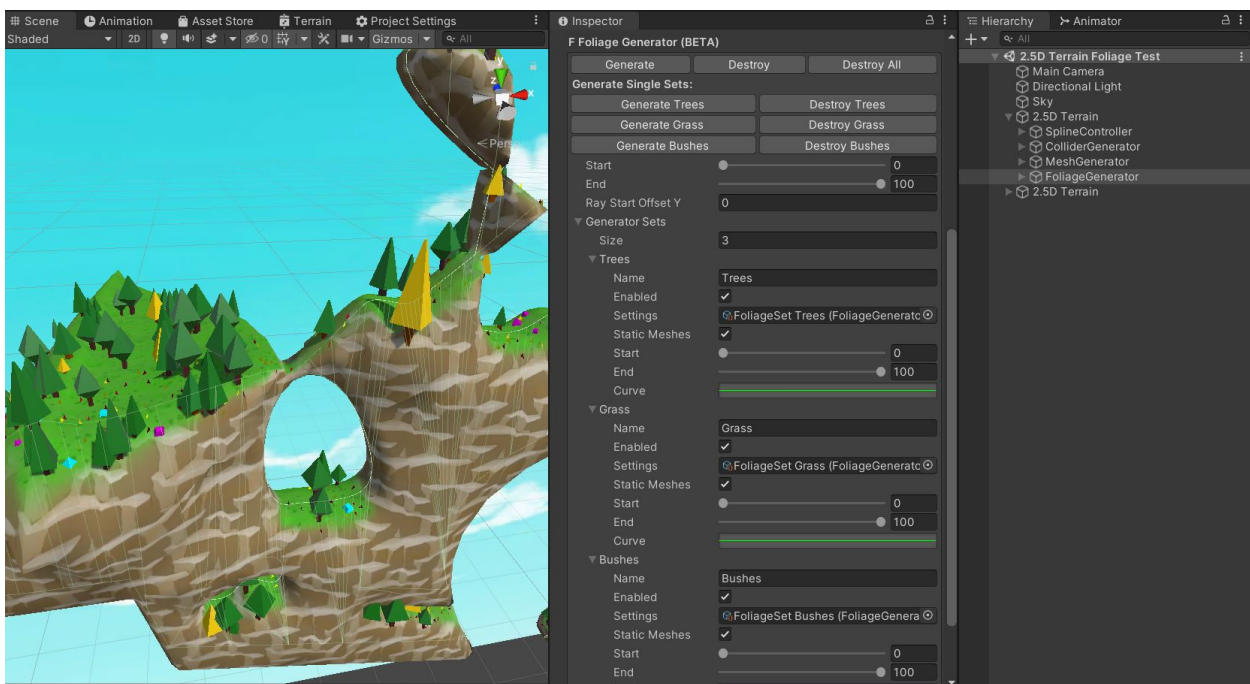 Scene Animation Asset Store Terrain Project Settings
Shaded 2D 0 Gizmos All
y
z
x
Pers
Inspector
F Foliage Generator (BETA)
Generate Destroy Destroy All
Generate Single Sets:
Generate Trees Destroy Trees
Generate Grass Destroy Grass
Generate Bushes Destroy Bushes
Start 0
End 100
Ray Start Offset Y 0
Generator Sets
Size 3
Trees
Name Trees
Enabled
Settings FoliageSet Trees (FoliageGeneratc
Static Meshes
Start 0
End 100
Curve
Grass
Name Grass
Enabled
Settings FoliageSet Grass (FoliageGeneratc
Static Meshes
Start 0
End 100
Curve
Bushes
Name Bushes
Enabled
Settings FoliageSet Bushes (FoliageGenera
Static Meshes
Start 0
End 100
Hierarchy Animator
All
2.5D Terrain Foliage Test
Main Camera
Directional Light
Sky
2.5D Terrain
SplineController
ColliderGenerator
MeshGenerator
FoliageGenerator
2.5D Terrain